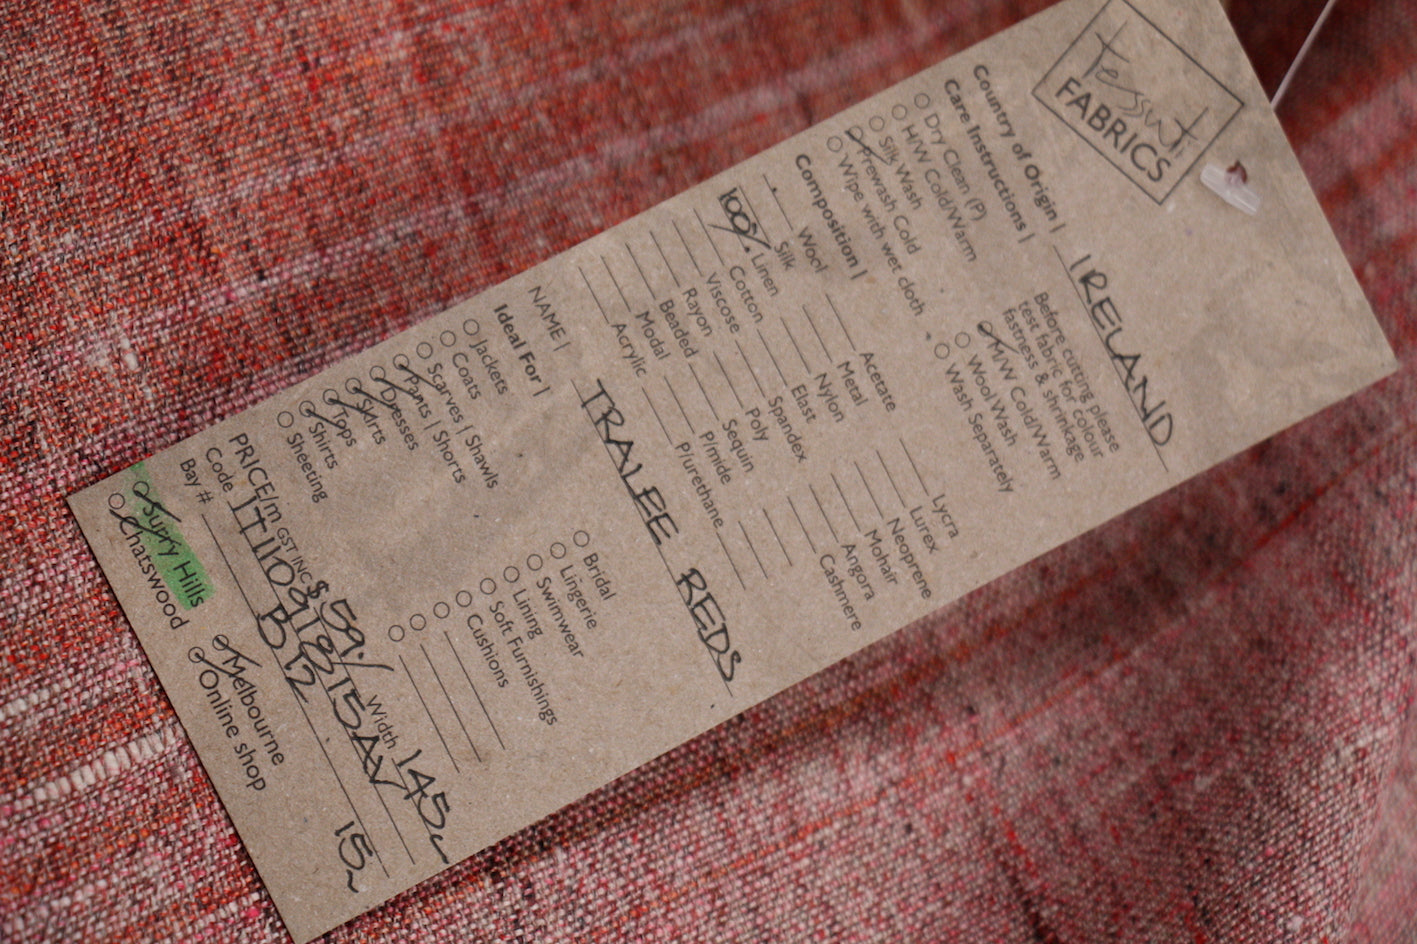 Tessuti
FABRICS
Country of Origin | IRELAND
Care Instructions |
Dry Clean (P)
H/W Cold/Warm
Silk Wash
Prewash Cold
Wipe with wet cloth
Before cutting please
test fabric for colour
fastness & shrinkage
M/W Cold/Warm
Wool Wash
Wash Separately
Composition |
Wool
Silk
100% Linen
Cotton
Viscose
Rayon
Beaded
Modal
Acrylic
Acetate
Metal
Nylon
Elast
Spandex
Poly
Sequin
P/mide
P/urethane
Lycra
Lurex
Neoprene
Mohair
Angora
Cashmere
NAME | TRALEE REDS
Ideal For |
Jackets
Coats
Scarves | Shawls
Pants | Shorts
Dresses
Skirts
Tops
Shirts
Sheeting
Bridal
Lingerie
Swimwear
Lining
Soft Furnishings
Cushions
PRICE/m GST INC $ 59./ Width 145
Code
Bay # B 12 15
Surry Hills
Chatswood
Melbourne
Online shop